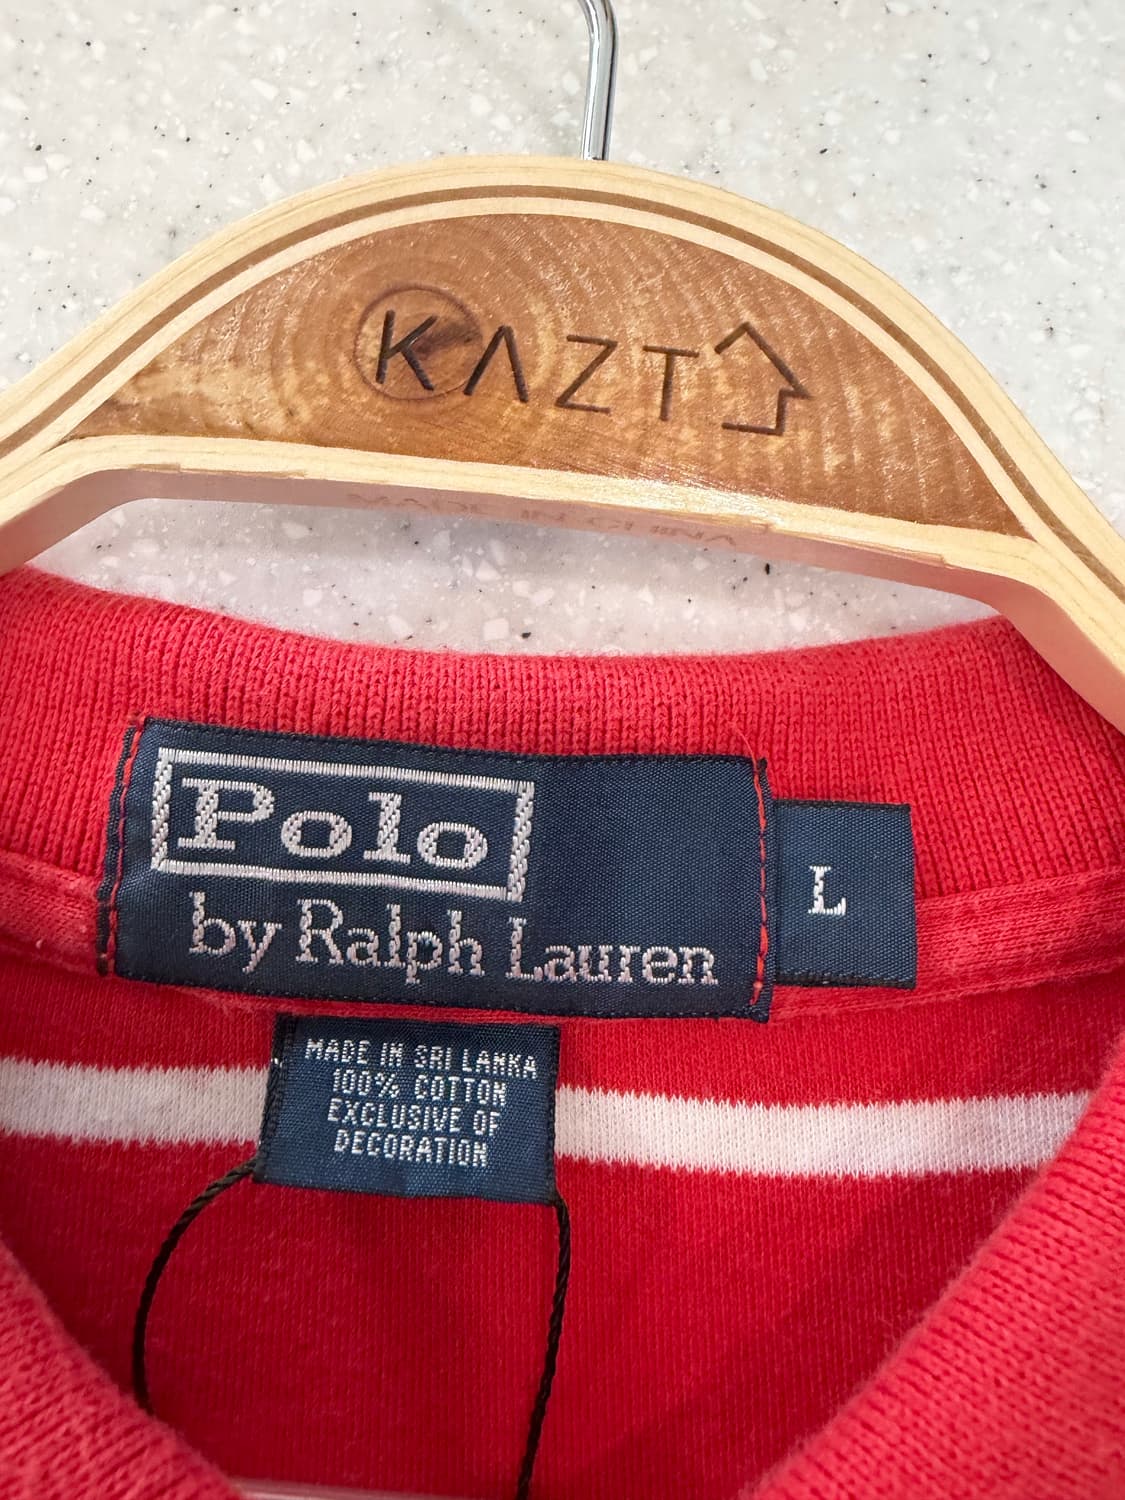 KAZT
MADE IN CHINA
Polo
by Ralph Lauren
L
MADE IN SRI LANKA
100% COTTON
EXCLUSIVE OF
DECORATION